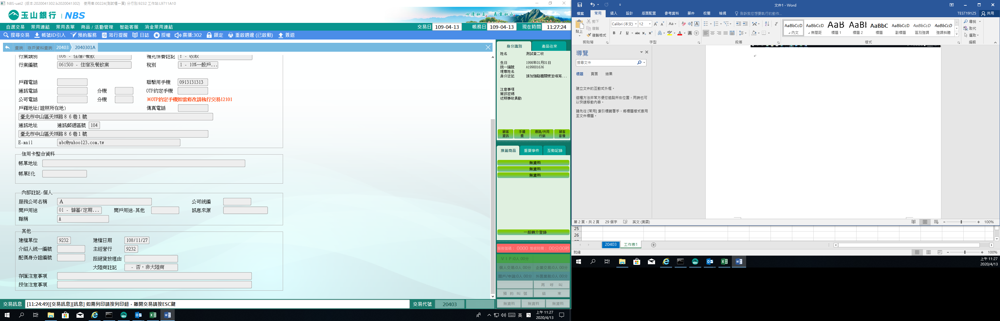 NBS-uat2 (版本:2020041302.b2020041302) 使用者:00224(測試櫃一實) 分行別:9232 工作站:L9711A10
玉山銀行 | NBS
心清如玉，義重如山。
自選交易 常用連結 常用表單 商品 / 活動管理 智能客服 消金常用連結
交易日 109-04-13 帳務日 109-04-13 現在時間 11:27:24
搜尋交易 帳號ID引入 預約服務 蒞行提醒 日誌 授權 廣播:302 鎖定 重啟週邊 (已啟動) 簽退
查詢 存戶資料查詢 20403 2040301A
行業類別 006 - 住宿/餐飲 補充保費註記 Y - 收取
行業編號 0615G0 - 住宿及餐飲業 稅別 1 - 10%一般戶...
戶籍電話 聯繫用手機 0913131313
通訊電話 分機 OTP約定手機
公司電話 分機 ※OTP約定手機如需修改請執行交易12101
戶籍地址(證照所在地) 傳真電話
臺北市中山區天祥路８６巷１號
通訊地址 通訊郵遞區號 104
臺北市中山區天祥路８６巷１號
E-mail abc@yahoo123.com.tw
信用卡整合資料
帳單地址
帳單E化
內部註記-個人
服務公司名稱 A 公司統編
開戶用途 01 - 儲蓄/定期... 開戶用途-其他 訊息來源
職稱 A
其他
建檔單位 9232 建檔日期 108/11/27
介紹人統一編號 主經營行 9232
配偶身分證編號 拒絕貸放理由
大陸商註記 - 否，非大陸商
存匯注意事項
授信注意事項
交易訊息 [11:24:49][交易訊息][訊息] 如需列印請按列印鈕，離開交易請按ESC鍵 交易代號 20403
身分識別 產品往來
姓名 測試黃二收
生日 1998年01月01日
統一編號 A199001636
理專姓名
身分註記 請加強臨櫃關懷並填寫...
注意事項
簡訊密碼
近期事故異動
顧客資訊 手續費 通路/共同行銷 顧客影像
推薦商品 重要事件 互動記錄
無資料
無資料
無資料
一般轉介登錄
服務號碼： 0000 等候時間： 00分00秒
ＶＩＰ:0人 00分
個人交易:0人 00分 企業交易:0人 00分
開戶/申請:0人 00分 外匯業務:0人 00分
再 呼 叫
預 約 叫 號 結 束
無資料 無資料 無資料
英 上午 11:27
2020/4/13
文件1 - Word
檔案 常用 插入 設計 版面配置 參考資料 郵件 校閱 檢視 告訴我您想要執行的動作... TEST19125 共用
貼上 剪下 複製 複製格式
Calibri (本文) 12
AaBbCcD 內文 AaBbCcD 無間距 AaB 標題 1 AaBl 標題 2 AaBbC 標題 AaBbCcD 副標題 AaBbCcD 區別強調 AaBbCcD 強調斜體
尋找 取代 選取
剪貼簿 字型 段落 樣式 編輯
導覽
搜尋文件
標題 頁面 結果
建立文件的互動式外框。
這種方法非常方便您追蹤所在位置，同時也可
以快速移動內容。
請先從 [常用] 索引標籤著手，將標題樣式套用
至文件標題。
第 2 頁，共 2 頁 29 個字 英文 (美國) 100%
25
26
20403 工作表1
就緒 100%
上午 11:27
2020/4/13